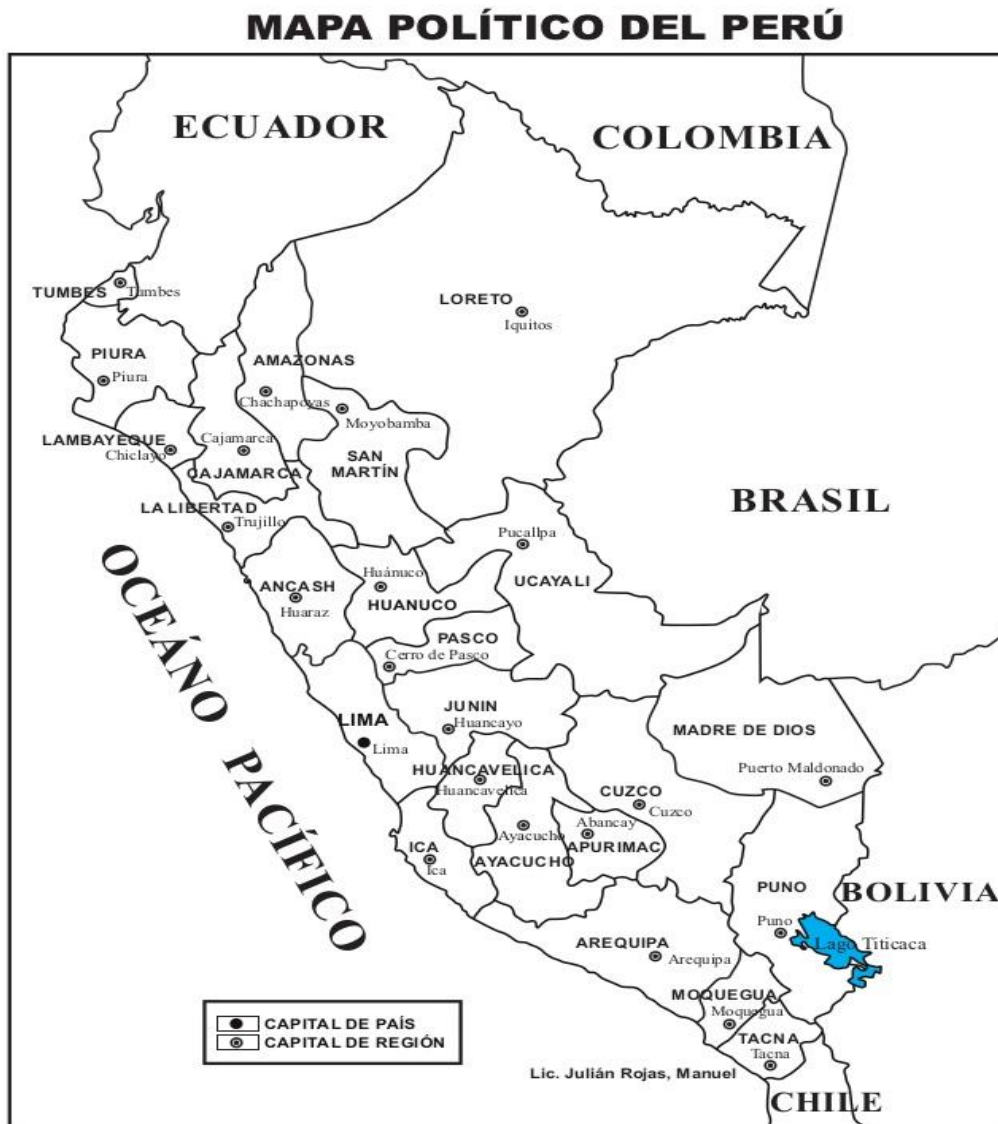 MAPA POLÍTICO DEL PERÚ
ECUADOR
COLOMBIA
TUMBES
Tumbes
LORETO
Iquitos
PIURA
Piura
AMAZONAS
Chachapoyas
Moyobamba
LAMBAYEQUE
Chiclayo
Cajamarca
CAJAMARCA
SAN
MARTÍN
LA LIBERTAD
Trujillo
BRASIL
Pucallpa
UCAYALI
ANCASH
Huaraz
Huánuco
HUANUCO
PASCO
Cerro de Pasco
OCEÁNO PACÍFICO
LIMA
Lima
JUNIN
Huancayo
MADRE DE DIOS
Puerto Maldonado
HUANCAVELICA
Huancavelica
CUZCO
Cuzco
Abancay
APURIMAC
Ayacucho
AYACUCHO
ICA
Ica
PUNO
Puno
BOLIVIA
Lago Titicaca
AREQUIPA
Arequipa
MOQUEGUA
Moquegua
TACNA
Tacna
CAPITAL DE PAÍS
CAPITAL DE REGIÓN
Lic. Julián Rojas, Manuel
CHILE